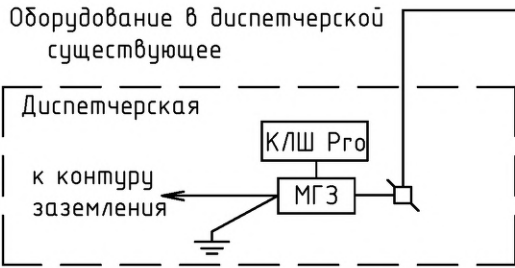 Оборудование в диспетчерской
существующее
Диспетчерская
КЛШ Pro
к контуру
заземления
МГЗ